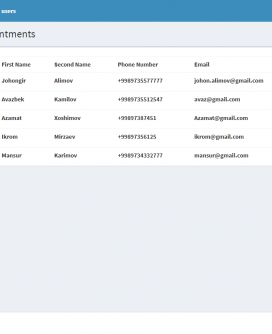 users
ntments
First Name Second Name Phone Number Email
Johongir Alimov +9989735577777 johon.alimov@gmail.com
Avazbek Kamilov +9989735512547 avaz@gmail.com
Azamat Xoshimov +9989387451 Azamat@gmail.com
Ikrom Mirzaev +9989356125 ikrom@gmail.com
Mansur Karimov +9989734332777 mansur@gmail.com